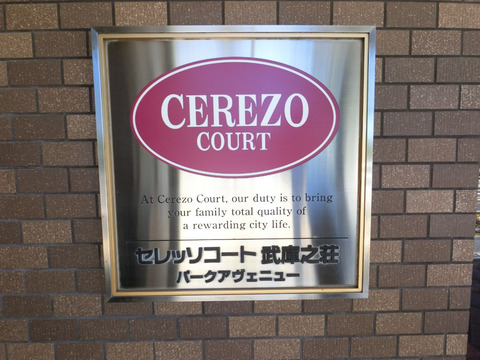 CEREZO
COURT
At Cerezo Court, our duty is to bring
your family total quality of
a rewarding city life.
セレッソコート 武庫之荘
パークアヴェニュー